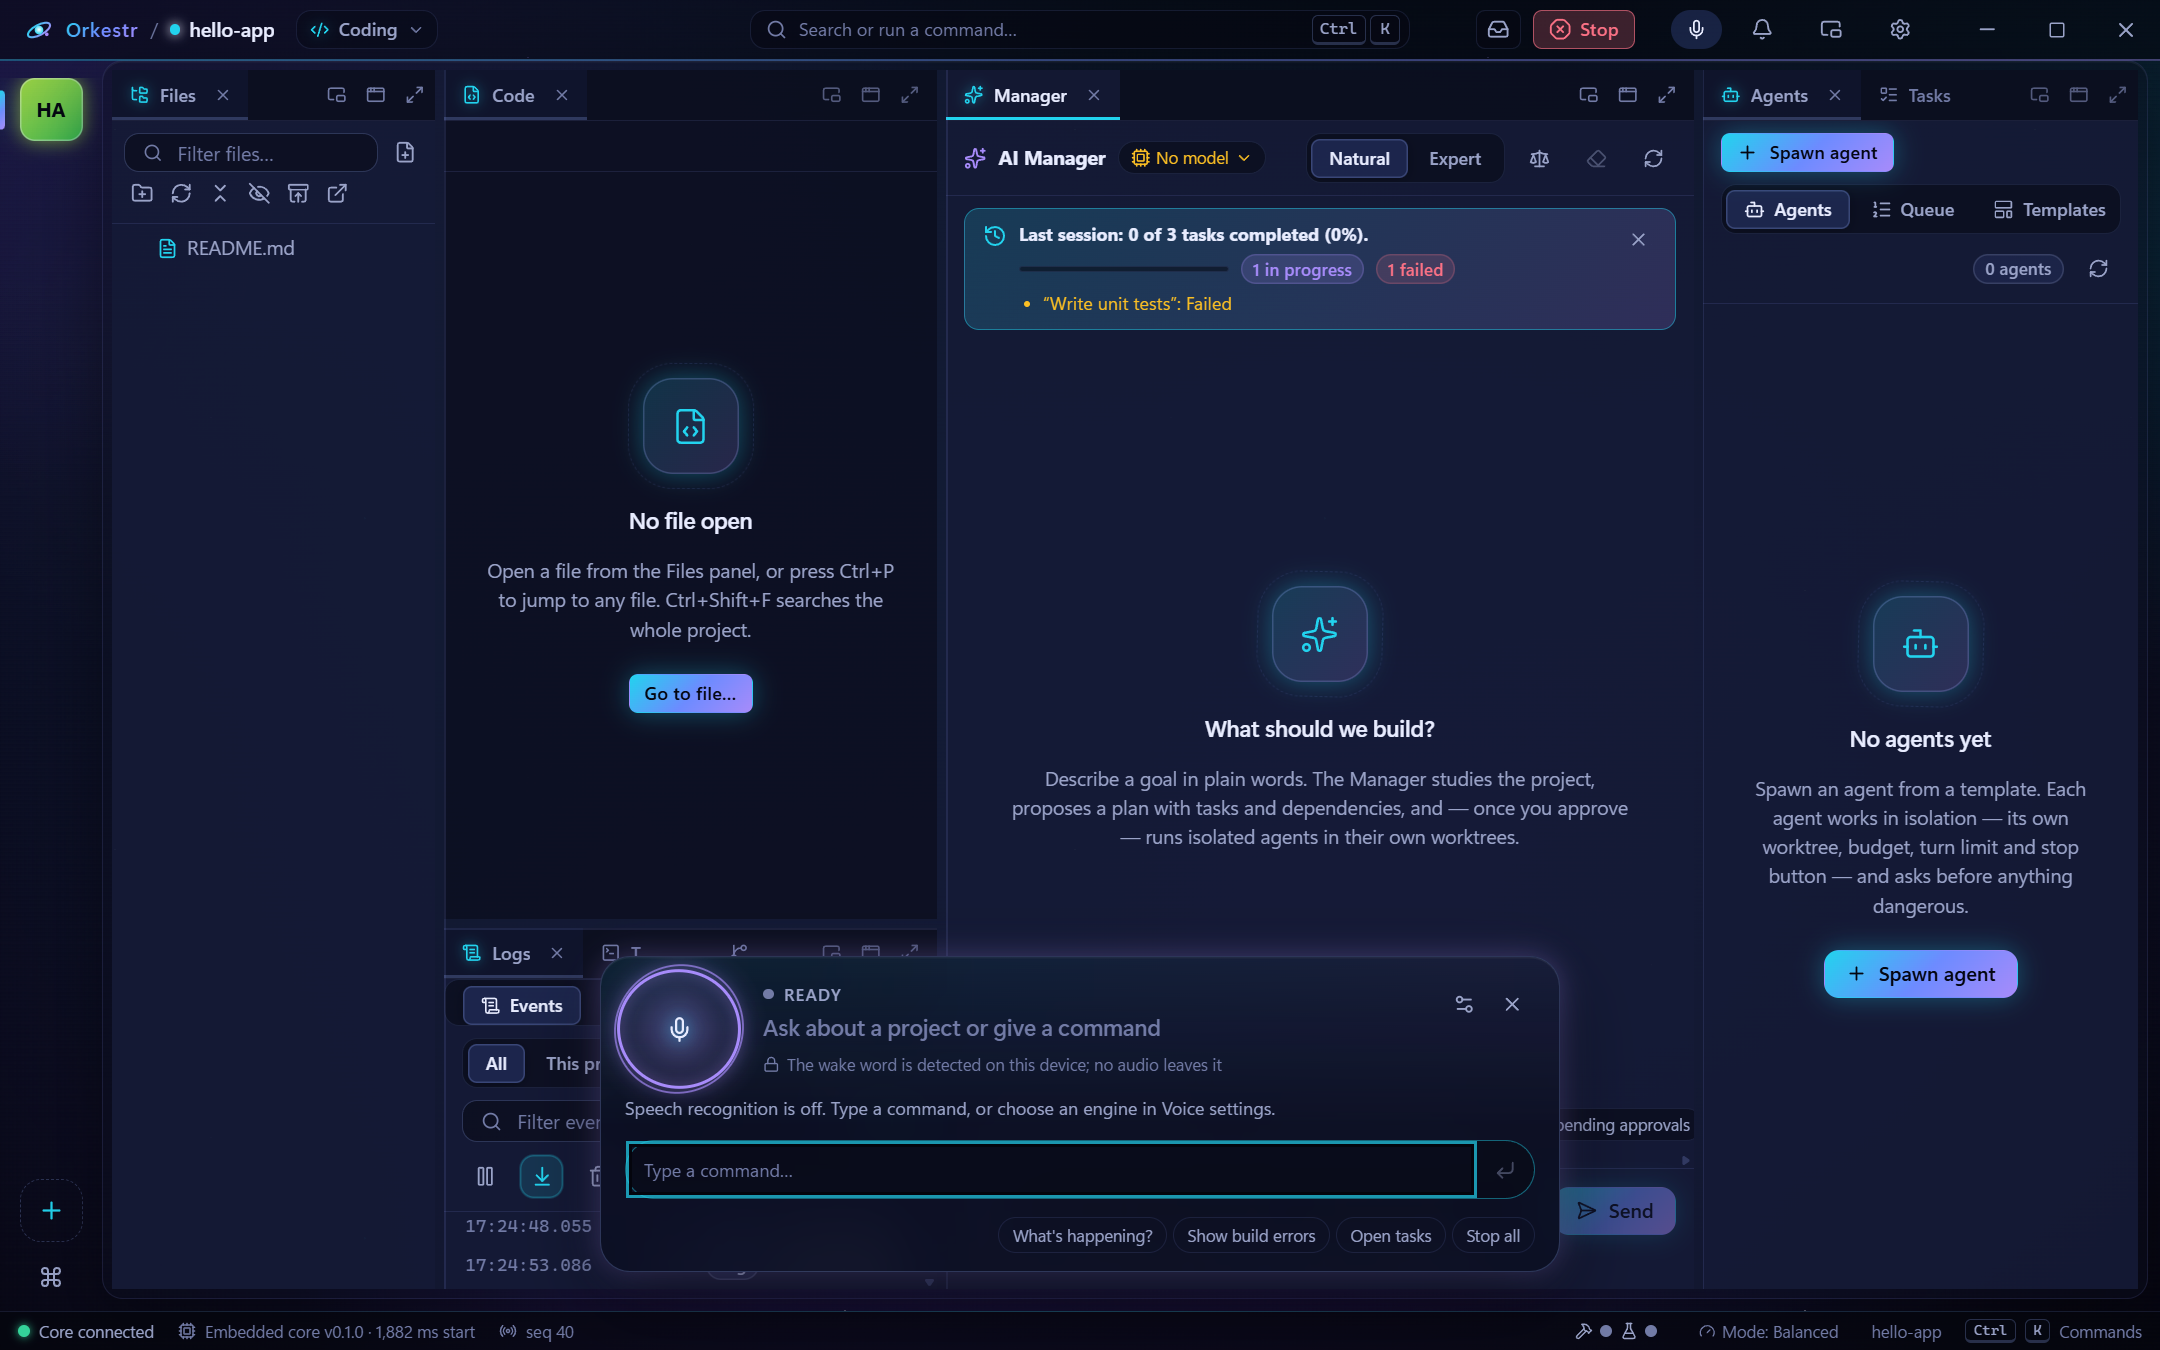 Orkestr / hello-app
Coding
Search or run a command...
Ctrl K
Stop
HA
Files
Filter files...
README.md
Code
No file open
Open a file from the Files panel, or press Ctrl+P
to jump to any file. Ctrl+Shift+F searches the
whole project.
Go to file...
Manager
AI Manager
No model
Natural
Expert
Last session: 0 of 3 tasks completed (0%).
1 in progress
1 failed
• “Write unit tests”: Failed
What should we build?
Describe a goal in plain words. The Manager studies the project,
proposes a plan with tasks and dependencies, and — once you approve
— runs isolated agents in their own worktrees.
pending approvals
Send
Agents
Tasks
Spawn agent
Agents
Queue
Templates
0 agents
No agents yet
Spawn an agent from a template. Each
agent works in isolation — its own
worktree, budget, turn limit and stop
button — and asks before anything
dangerous.
Spawn agent
Logs
Events
All
This pr
Filter ever
17:24:48.055
17:24:53.086
READY
Ask about a project or give a command
The wake word is detected on this device; no audio leaves it
Speech recognition is off. Type a command, or choose an engine in Voice settings.
Type a command...
What's happening?
Show build errors
Open tasks
Stop all
Core connected
Embedded core v0.1.0 · 1,882 ms start
seq 40
Mode: Balanced
hello-app
Ctrl K Commands